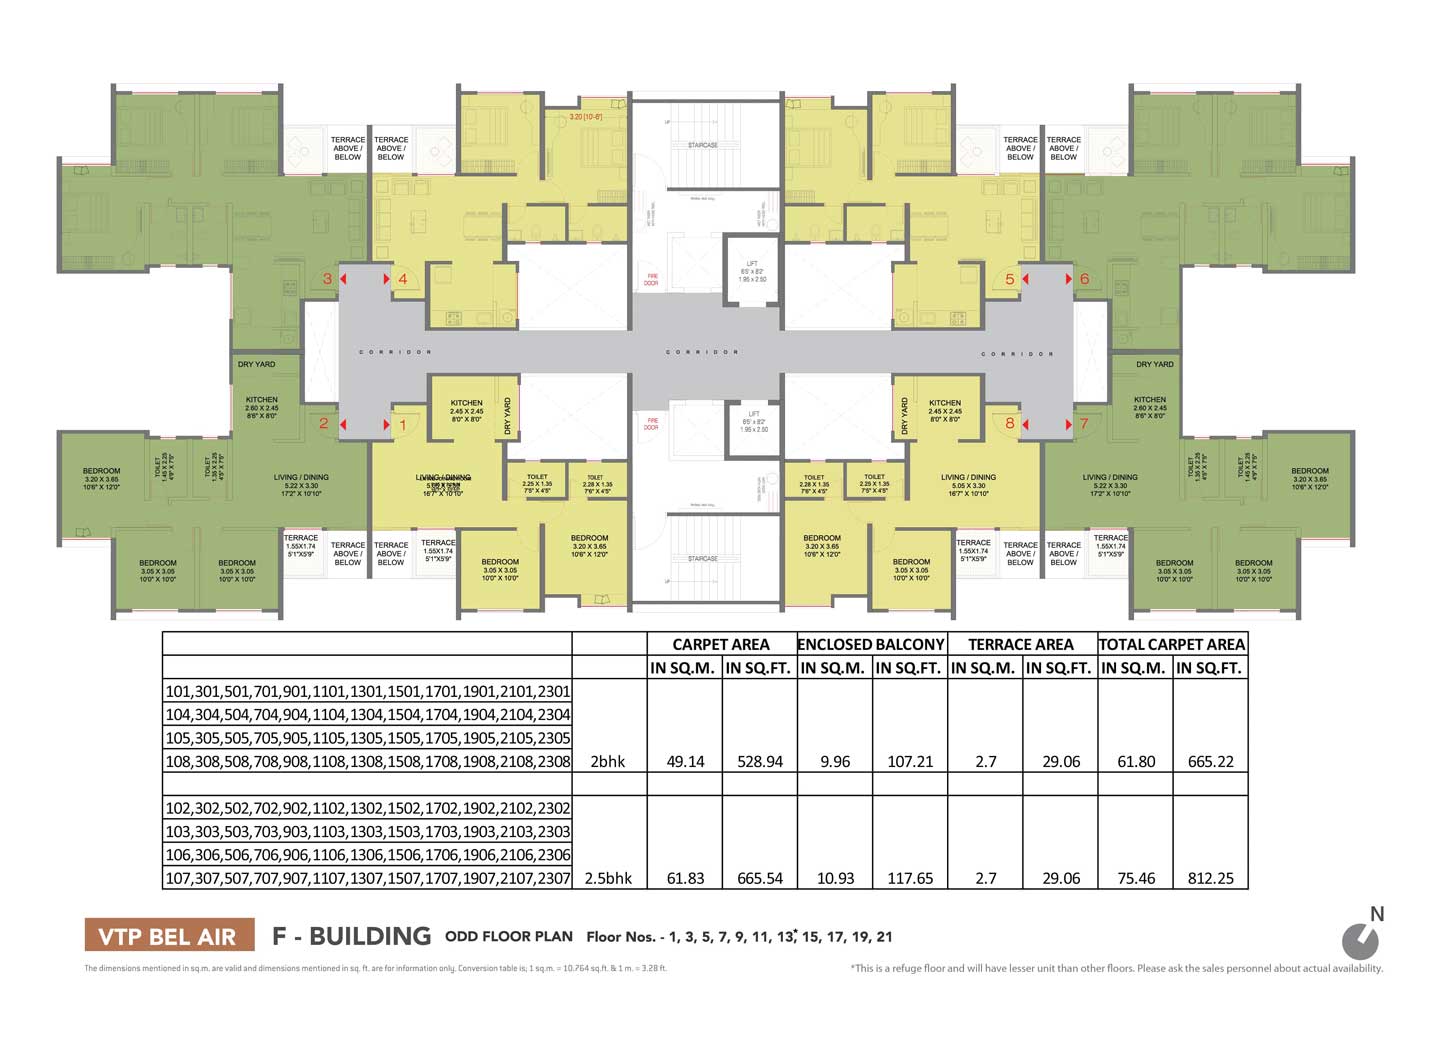 3.20 [10'-6"]
TERRACE
ABOVE /
BELOW
TERRACE
ABOVE /
BELOW
UP
STAIRCASE
TERRACE
ABOVE /
BELOW
TERRACE
ABOVE /
BELOW
3
4
FIRE
DOOR
LIFT
6'5' x 8'2'
1.95 x 2.50
5
6
CORRIDOR
CORRIDOR
CORRIDOR
DRY YARD
KITCHEN
2.60 X 2.45
8'6" X 8'0"
2
1
KITCHEN
2.45 X 2.45
8'0" X 8'0"
DRY YARD
FIRE
DOOR
LIFT
6'5' x 8'2'
1.95 x 2.50
DRY YARD
KITCHEN
2.45 X 2.45
8'0" X 8'0"
8
7
DRY YARD
KITCHEN
2.60 X 2.45
8'6" X 8'0"
BEDROOM
3.20 X 3.65
10'6" X 12'0"
TOILET
1.45 X 2.25
4'9" X 7'5"
TOILET
1.35 X 2.25
4'5" X 7'5"
LIVING / DINING
5.22 X 3.30
17'2" X 10'10"
LIVING / DINING
16'7" X 10'10"
TOILET
2.25 X 1.35
7'5" X 4'5"
TOILET
2.28 X 1.35
7'6" X 4'5"
TOILET
2.28 X 1.35
7'6" X 4'5"
TOILET
2.25 X 1.35
7'5" X 4'5"
LIVING / DINING
5.05 X 3.30
16'7" X 10'10"
LIVING / DINING
5.22 X 3.30
17'2" X 10'10"
TOILET
1.35 X 2.25
4'5" X 7'5"
TOILET
1.45 X 2.25
4'9" X 7'5"
BEDROOM
3.20 X 3.65
10'6" X 12'0"
BEDROOM
3.05 X 3.05
10'0" X 10'0"
BEDROOM
3.05 X 3.05
10'0" X 10'0"
TERRACE
1.55X1.74
5'1"X5'9"
TERRACE
ABOVE /
BELOW
TERRACE
ABOVE /
BELOW
TERRACE
1.55X1.74
5'1"X5'9"
BEDROOM
3.05 X 3.05
10'0" X 10'0"
BEDROOM
3.20 X 3.65
10'6" X 12'0"
STAIRCASE
UP
BEDROOM
3.20 X 3.65
10'6" X 12'0"
BEDROOM
3.05 X 3.05
10'0" X 10'0"
TERRACE
1.55X1.74
5'1"X5'9"
TERRACE
ABOVE /
BELOW
TERRACE
ABOVE /
BELOW
TERRACE
1.55X1.74
5'1"X5'9"
BEDROOM
3.05 X 3.05
10'0" X 10'0"
BEDROOM
3.05 X 3.05
10'0" X 10'0"
CARPET AREA ENCLOSED BALCONY TERRACE AREA TOTAL CARPET AREA
IN SQ.M. IN SQ.FT. IN SQ.M. IN SQ.FT. IN SQ.M. IN SQ.FT. IN SQ.M. IN SQ.FT.
101,301,501,701,901,1101,1301,1501,1701,1901,2101,2301
104,304,504,704,904,1104,1304,1504,1704,1904,2104,2304
105,305,505,705,905,1105,1305,1505,1705,1905,2105,2305
108,308,508,708,908,1108,1308,1508,1708,1908,2108,2308 2bhk 49.14 528.94 9.96 107.21 2.7 29.06 61.80 665.22
102,302,502,702,902,1102,1302,1502,1702,1902,2102,2302
103,303,503,703,903,1103,1303,1503,1703,1903,2103,2303
106,306,506,706,906,1106,1306,1506,1706,1906,2106,2306
107,307,507,707,907,1107,1307,1507,1707,1907,2107,2307 2.5bhk 61.83 665.54 10.93 117.65 2.7 29.06 75.46 812.25
VTP BEL AIR F - BUILDING ODD FLOOR PLAN Floor Nos. - 1, 3, 5, 7, 9, 11, 13*, 15, 17, 19, 21
N
The dimensions mentioned in sq.m. are valid and dimensions mentioned in sq. ft. are for information only. Conversion table is; 1 sq.m. = 10.764 sq.ft. & 1 m. = 3.28 ft.
*This is a refuge floor and will have lesser unit than other floors. Please ask the sales personnel about actual availability.